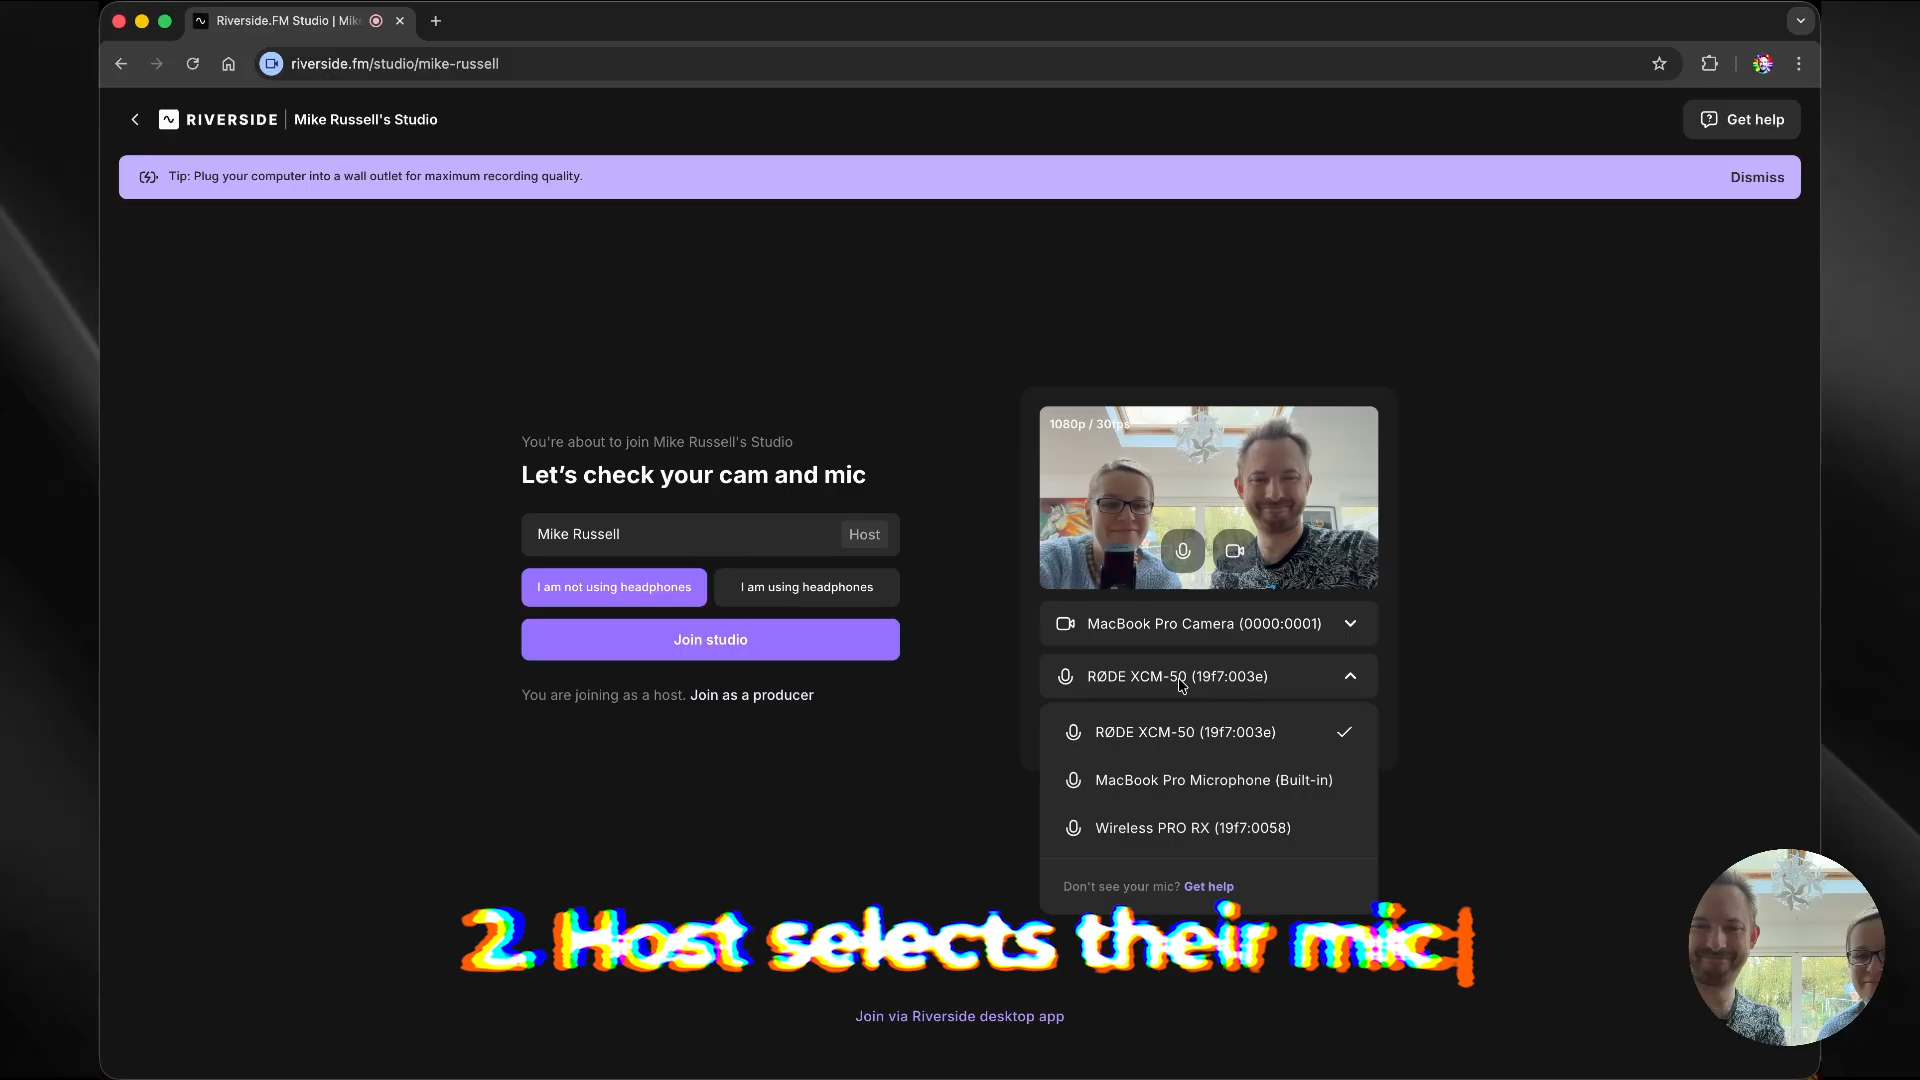 Riverside.FM Studio | Mik
riverside.fm/studio/mike-russell
RIVERSIDE | Mike Russell's Studio
Get help
Tip: Plug your computer into a wall outlet for maximum recording quality.
Dismiss
1080p / 30fps
You're about to join Mike Russell's Studio
Let's check your cam and mic
Mike Russell
Host
I am not using headphones
I am using headphones
Join studio
You are joining as a host. Join as a producer
MacBook Pro Camera (0000:0001)
RØDE XCM-50 (19f7:003e)
RØDE XCM-50 (19f7:003e)
MacBook Pro Microphone (Built-in)
Wireless PRO RX (19f7:0058)
Don't see your mic? Get help
2. Host selects their mic
Join via Riverside desktop app